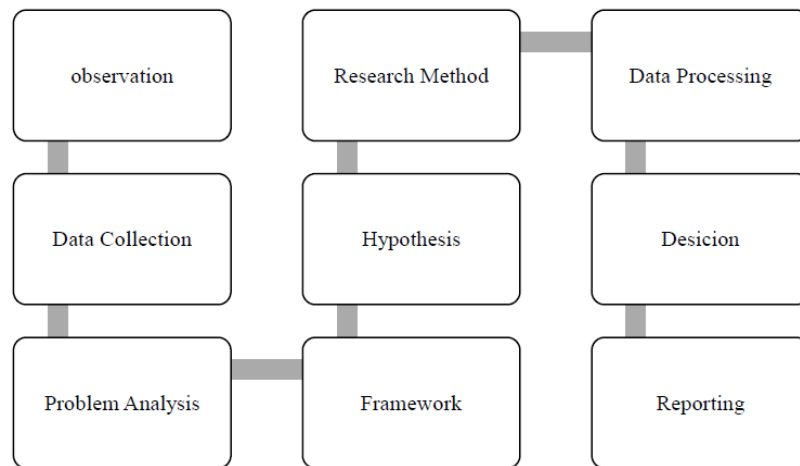 observation
Data Collection
Problem Analysis
Framework
Hypothesis
Research Method
Data Processing
Desicion
Reporting